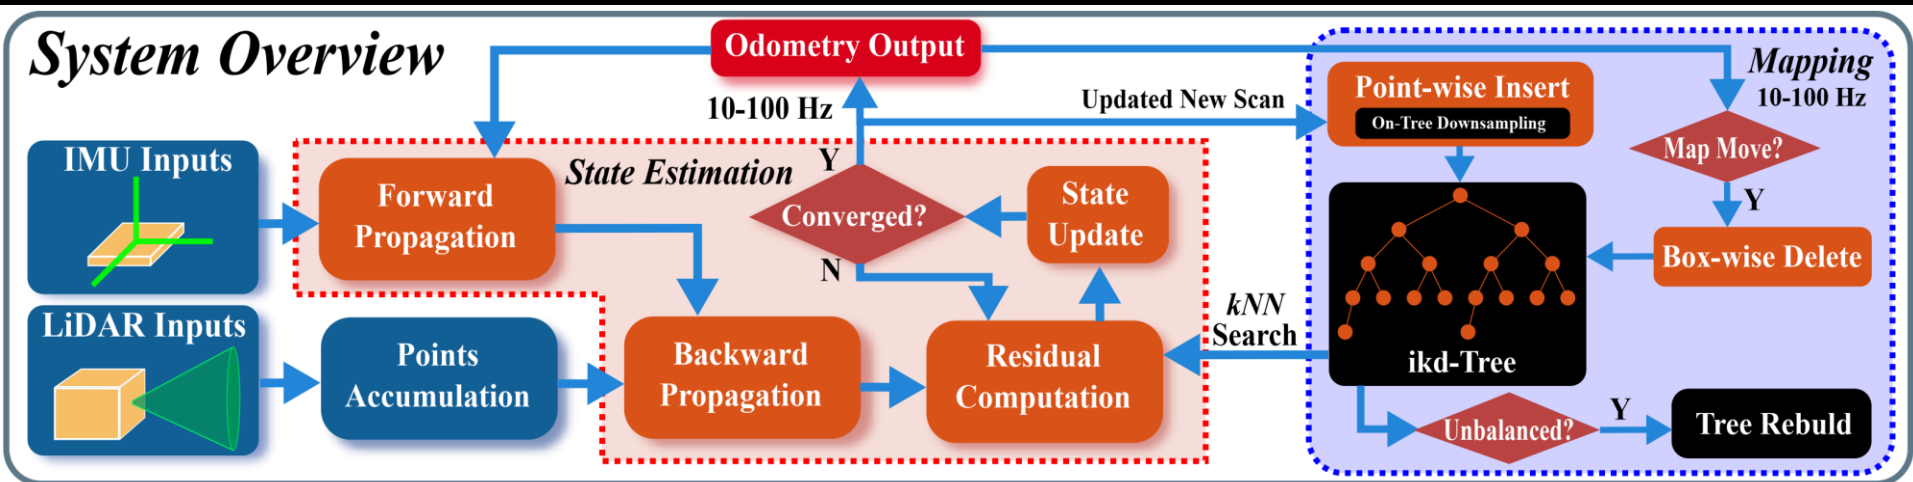 System Overview
Odometry Output
10-100 Hz
Updated New Scan
Mapping
10-100 Hz
Point-wise Insert
On-Tree Downsampling
Map Move?
Y
Box-wise Delete
IMU Inputs
Forward
Propagation
State Estimation
Y
Converged?
N
State
Update
kNN
Search
ikd-Tree
LiDAR Inputs
Points
Accumulation
Backward
Propagation
Residual
Computation
Unbalanced?
Y
Tree Rebuld